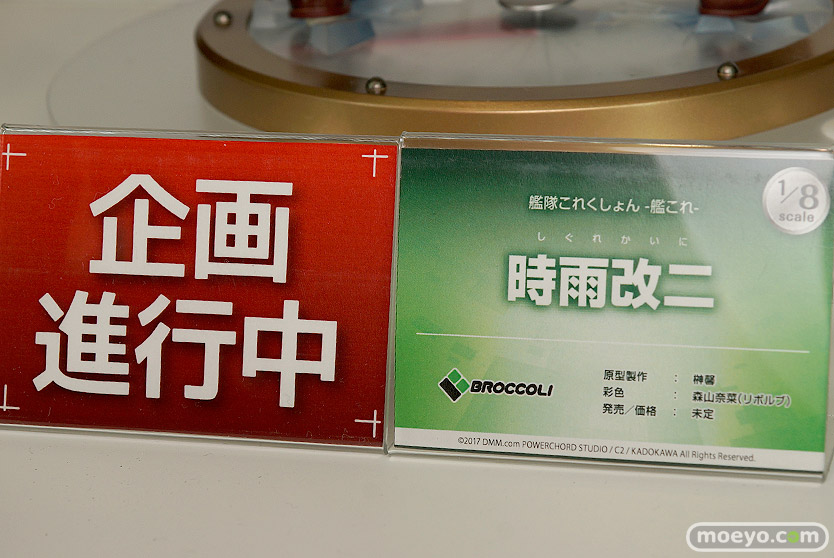 企画
進行中
1/8
scale
艦隊これくしょん -艦これ-
しぐれかいに
時雨改二
BROCCOLI
原型製作 : 榊馨
彩色 : 森山奈菜(リボルブ)
発売/価格 : 未定
©2017 DMM.com POWERCHORD STUDIO / C2 / KADOKAWA All Rights Reserved.
moeyo.com